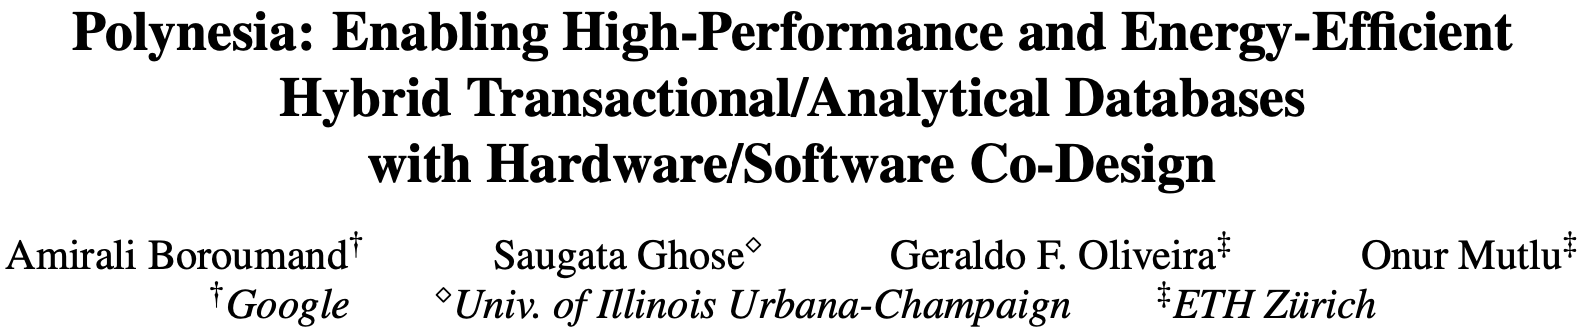 Polynesia: Enabling High-Performance and Energy-Efficient
Hybrid Transactional/Analytical Databases
with Hardware/Software Co-Design
Amirali Boroumand† Saugata Ghose⋄ Geraldo F. Oliveira‡ Onur Mutlu‡
†Google ⋄Univ. of Illinois Urbana-Champaign ‡ETH Zürich